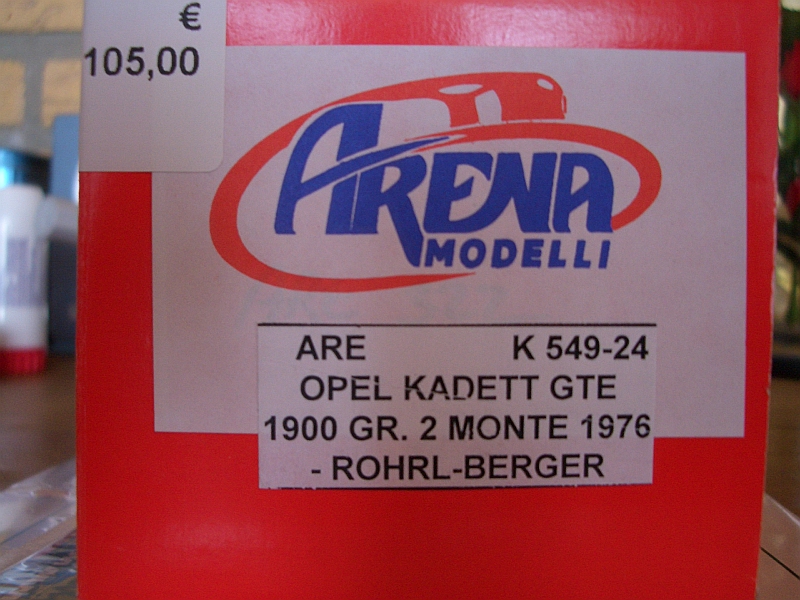 €
105,00
ARENA
MODELLI
ARE K 549-24
OPEL KADETT GTE
1900 GR. 2 MONTE 1976
- ROHRL-BERGER